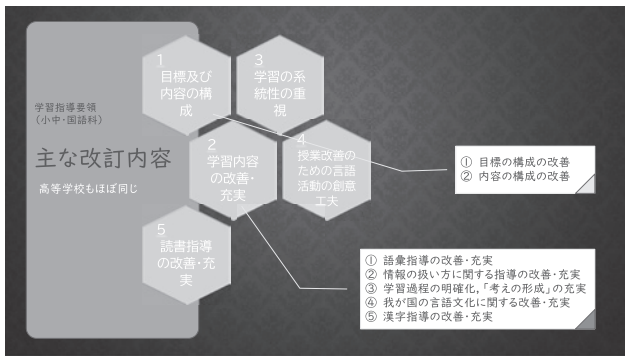 学習指導要領
(小中・国語科)
主な改訂内容
高等学校もほぼ同じ
1
目標及び
内容の構
成
3
学習の系
統性の重
視
2
学習内容
の改善・
充実
4
授業改善の
ための言語
活動の創意
工夫
5
読書指導
の改善・充
実
① 目標の構成の改善
② 内容の構成の改善
① 語彙指導の改善・充実
② 情報の扱い方に関する指導の改善・充実
③ 学習過程の明確化,「考えの形成」の充実
④ 我が国の言語文化に関する改善・充実
⑤ 漢字指導の改善・充実